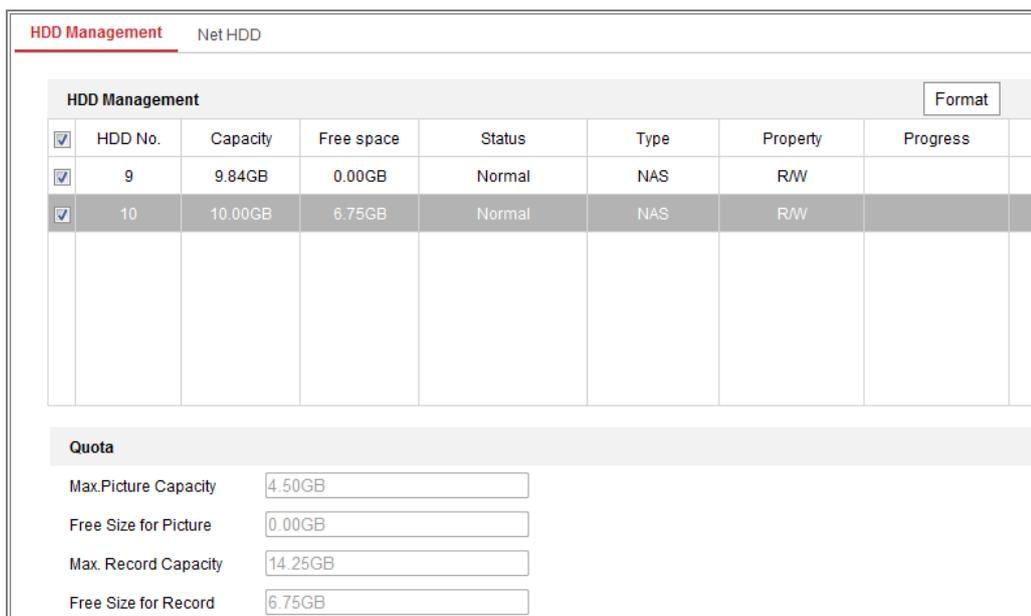 HDD Management Net HDD
HDD Management Format
HDD No. Capacity Free space Status Type Property Progress
9 9.84GB 0.00GB Normal NAS R/W
10 10.00GB 6.75GB Normal NAS R/W
Quota
Max.Picture Capacity 4.50GB
Free Size for Picture 0.00GB
Max. Record Capacity 14.25GB
Free Size for Record 6.75GB